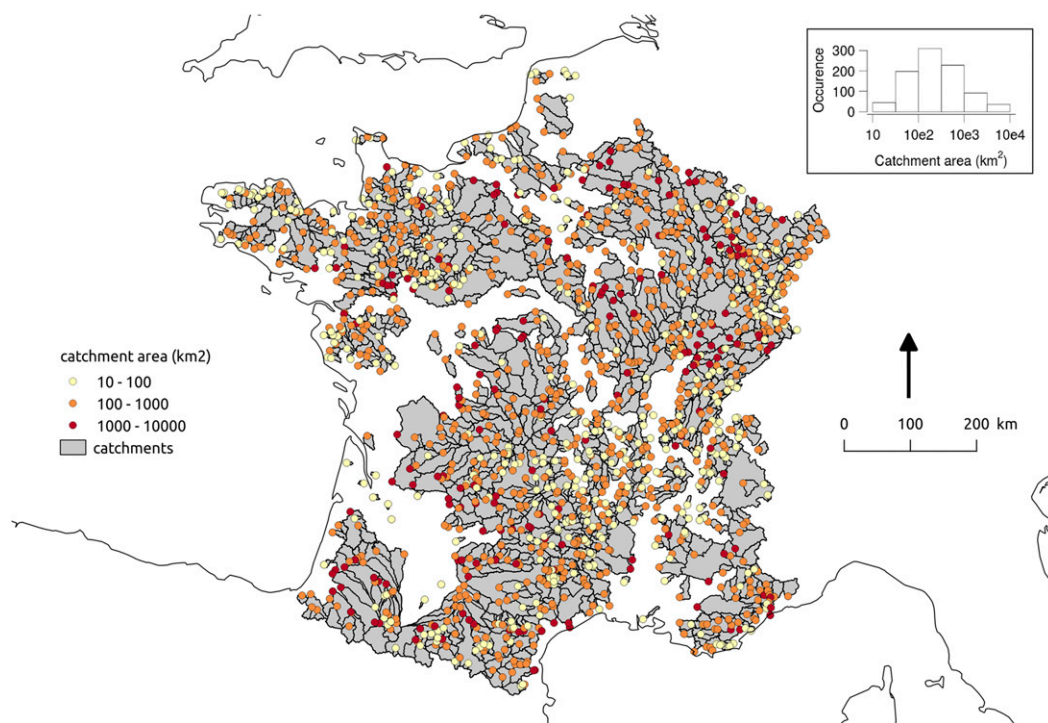 300
200
100
0
Occurence
10
10e2
10e3
10e4
Catchment area (km²)
catchment area (km2)
10 - 100
100 - 1000
1000 - 10000
catchments
0 100 200 km